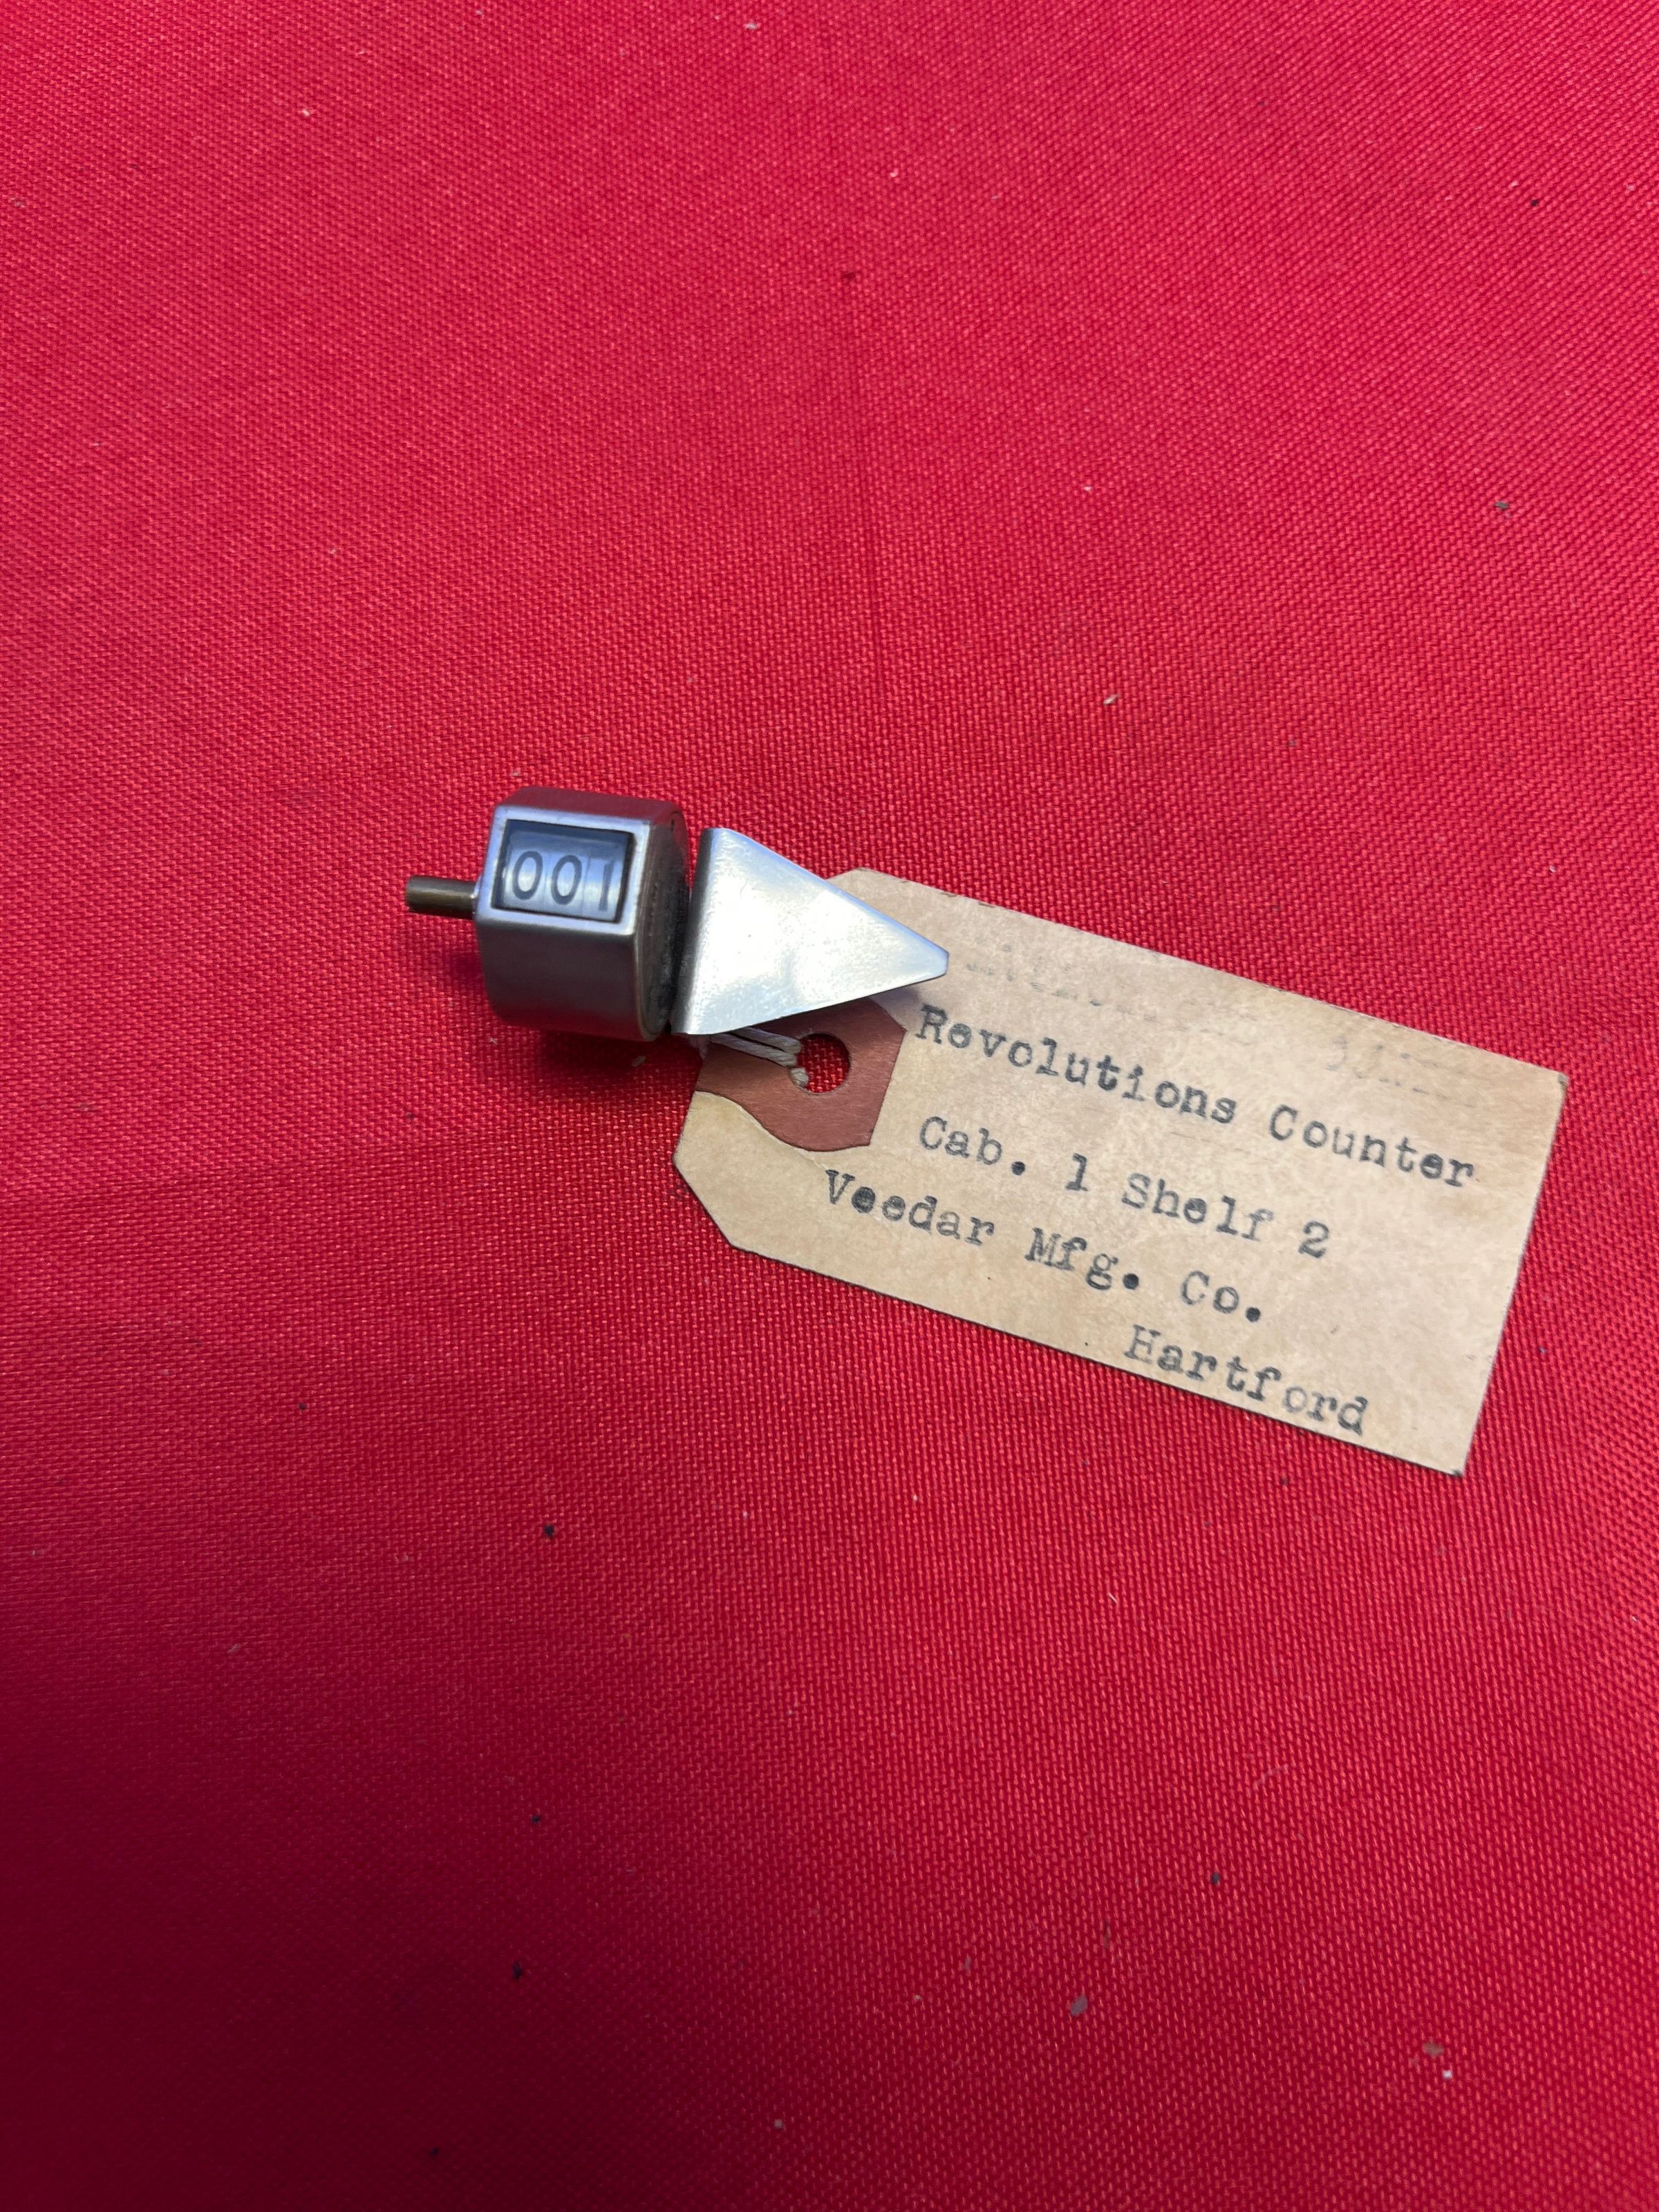 001
Revolutions Counter
Cab. 1 Shelf 2
Veedar Mfg. Co.
Hartford